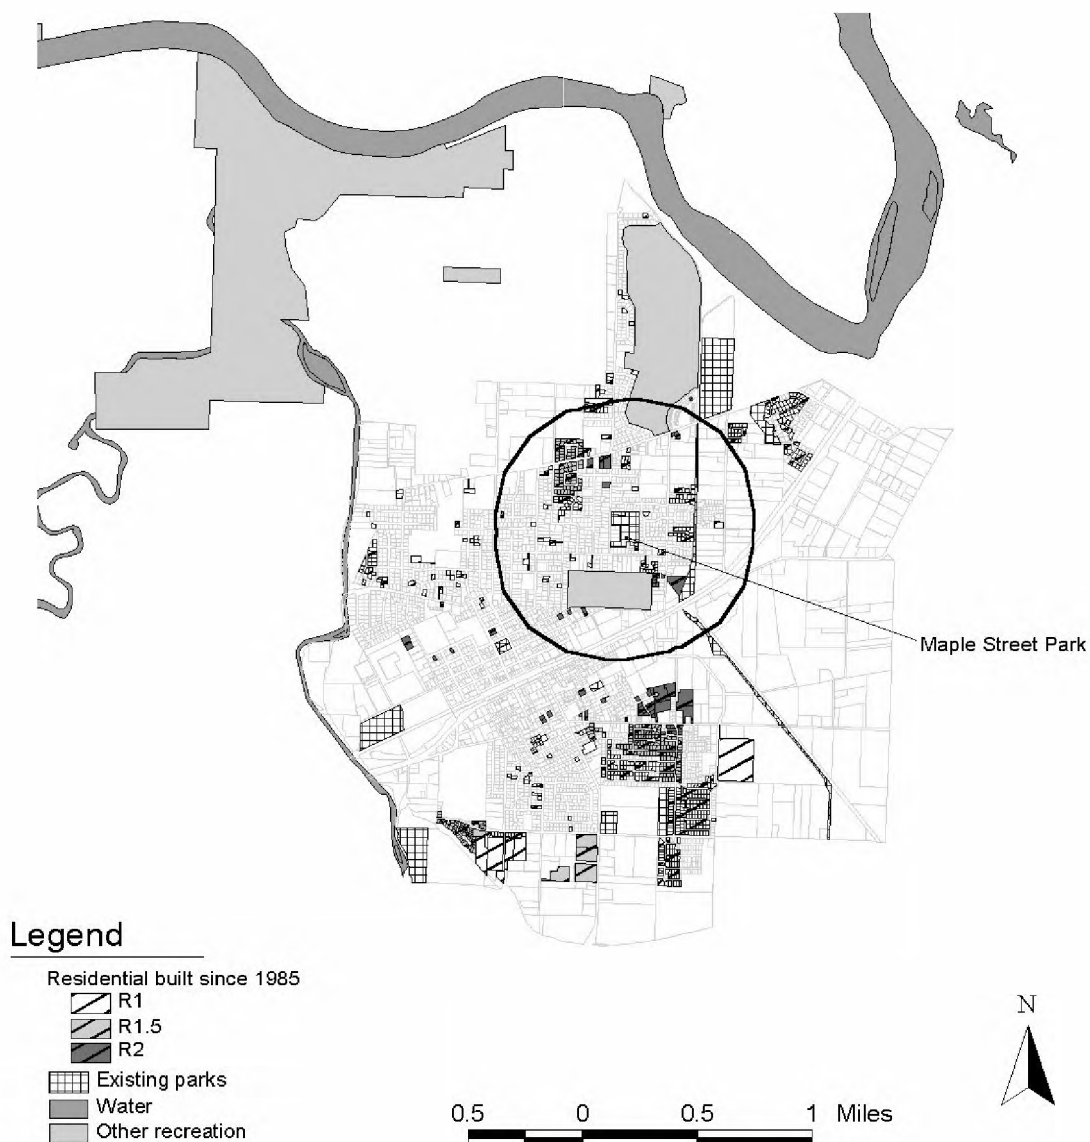 Maple Street Park
Legend
Residential built since 1985
R1
R1.5
R2
Existing parks
Water
Other recreation
N
0.5 0 0.5 1 Miles